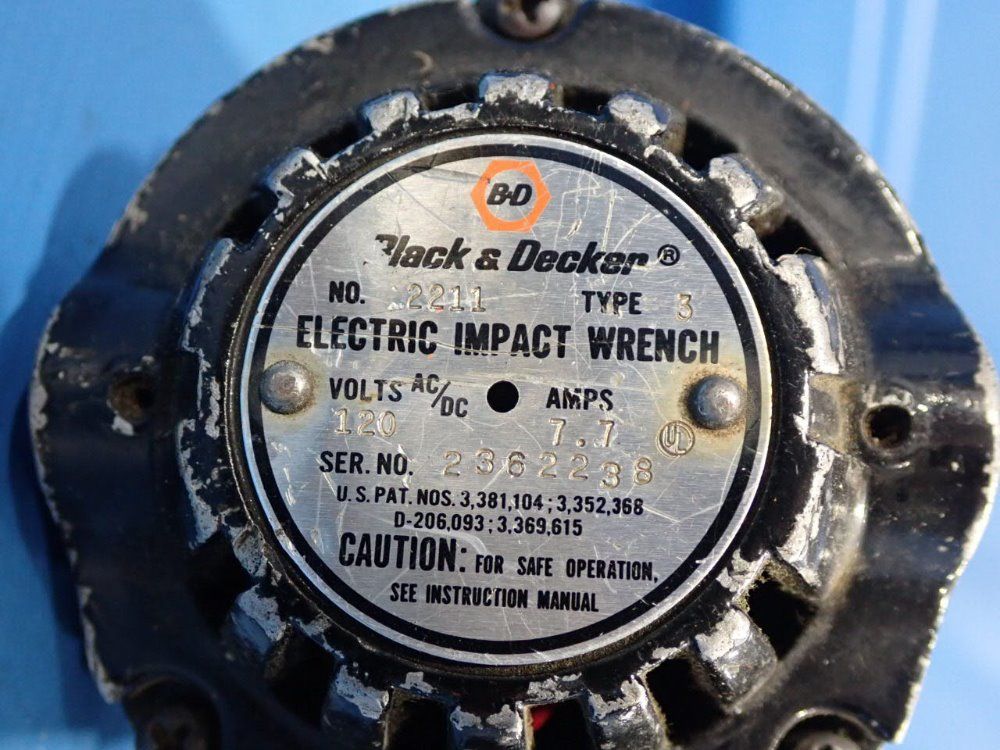 B&D
Black & Decker®
NO. 2211 TYPE 3
ELECTRIC IMPACT WRENCH
VOLTS AC/DC AMPS
120 7.7 UL
SER. NO. 2362238
U.S. PAT. NOS. 3,381,104; 3,352,368
D-206,093; 3,369,615
CAUTION: FOR SAFE OPERATION,
SEE INSTRUCTION MANUAL